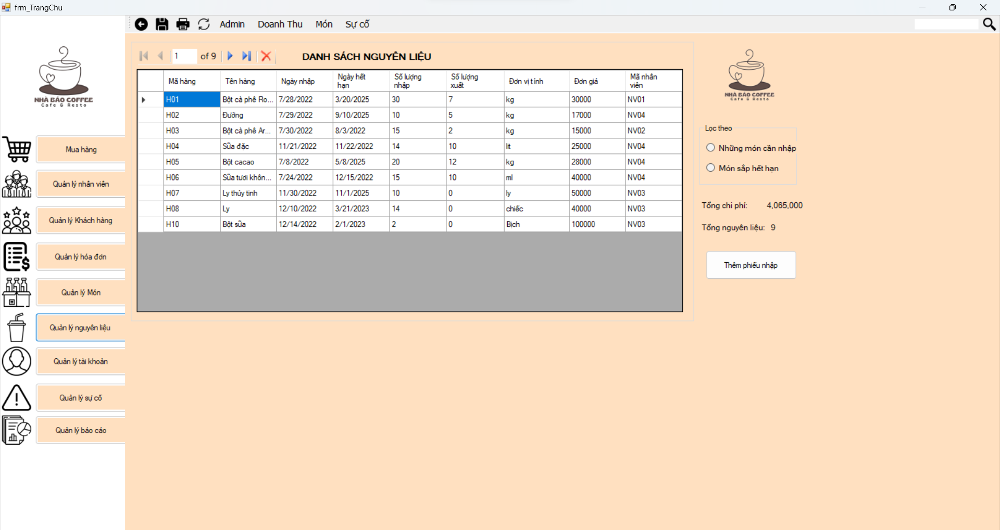 frm_TrangChu
Admin Doanh Thu Món Sự cố
NHÀ BÁO COFFEE
Cafe & Resto
Mua hàng
Quản lý nhân viên
Quản lý Khách hàng
Quản lý hóa đơn
Quản lý Món
Quản lý nguyên liệu
Quản lý tài khoản
Quản lý sự cố
Quản lý báo cáo
1 of 9
DANH SÁCH NGUYÊN LIỆU
Mã hàng Tên hàng Ngày nhập Ngày hết hạn Số lượng nhập Số lượng xuất Đơn vị tính Đơn giá Mã nhân viên
H01 Bột cà phê Ro... 7/28/2022 3/20/2025 30 7 kg 30000 NV01
H02 Đường 7/29/2022 9/10/2025 10 5 kg 17000 NV04
H03 Bột cà phê Ar... 7/30/2022 8/3/2022 15 2 kg 15000 NV02
H04 Sữa đặc 11/21/2022 11/22/2022 14 10 lit 25000 NV04
H05 Bột cacao 7/8/2022 5/8/2025 20 12 kg 28000 NV04
H06 Sữa tươi khôn... 7/24/2022 12/15/2022 15 10 ml 40000 NV04
H07 Ly thủy tinh 11/30/2022 11/1/2025 10 0 ly 50000 NV03
H08 Ly 12/10/2022 3/21/2023 14 0 chiếc 40000 NV03
H10 Bột sữa 12/14/2022 2/1/2023 2 0 Bịch 100000 NV03
NHÀ BÁO COFFEE
Cafe & Resto
Lọc theo
Những món cần nhập
Món sắp hết hạn
Tổng chi phí: 4,065,000
Tổng nguyên liệu: 9
Thêm phiếu nhập